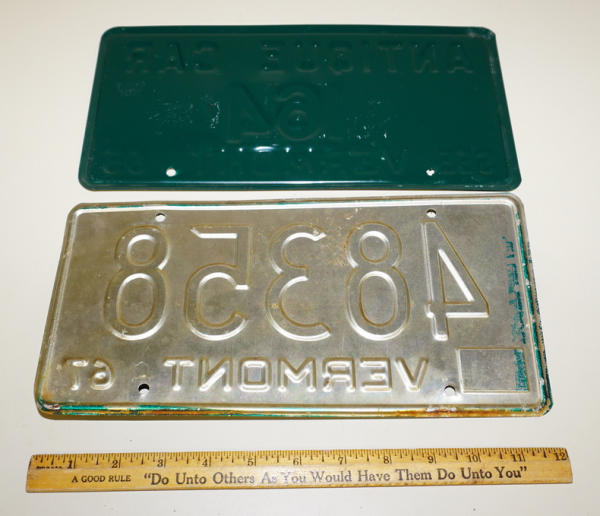 ANTIQUE CAR
64
48358
VERMONT 67
1 2 3 4 5 6 7 8 9 10 11 12
A GOOD RULE "Do Unto Others As You Would Have Them Do Unto You"